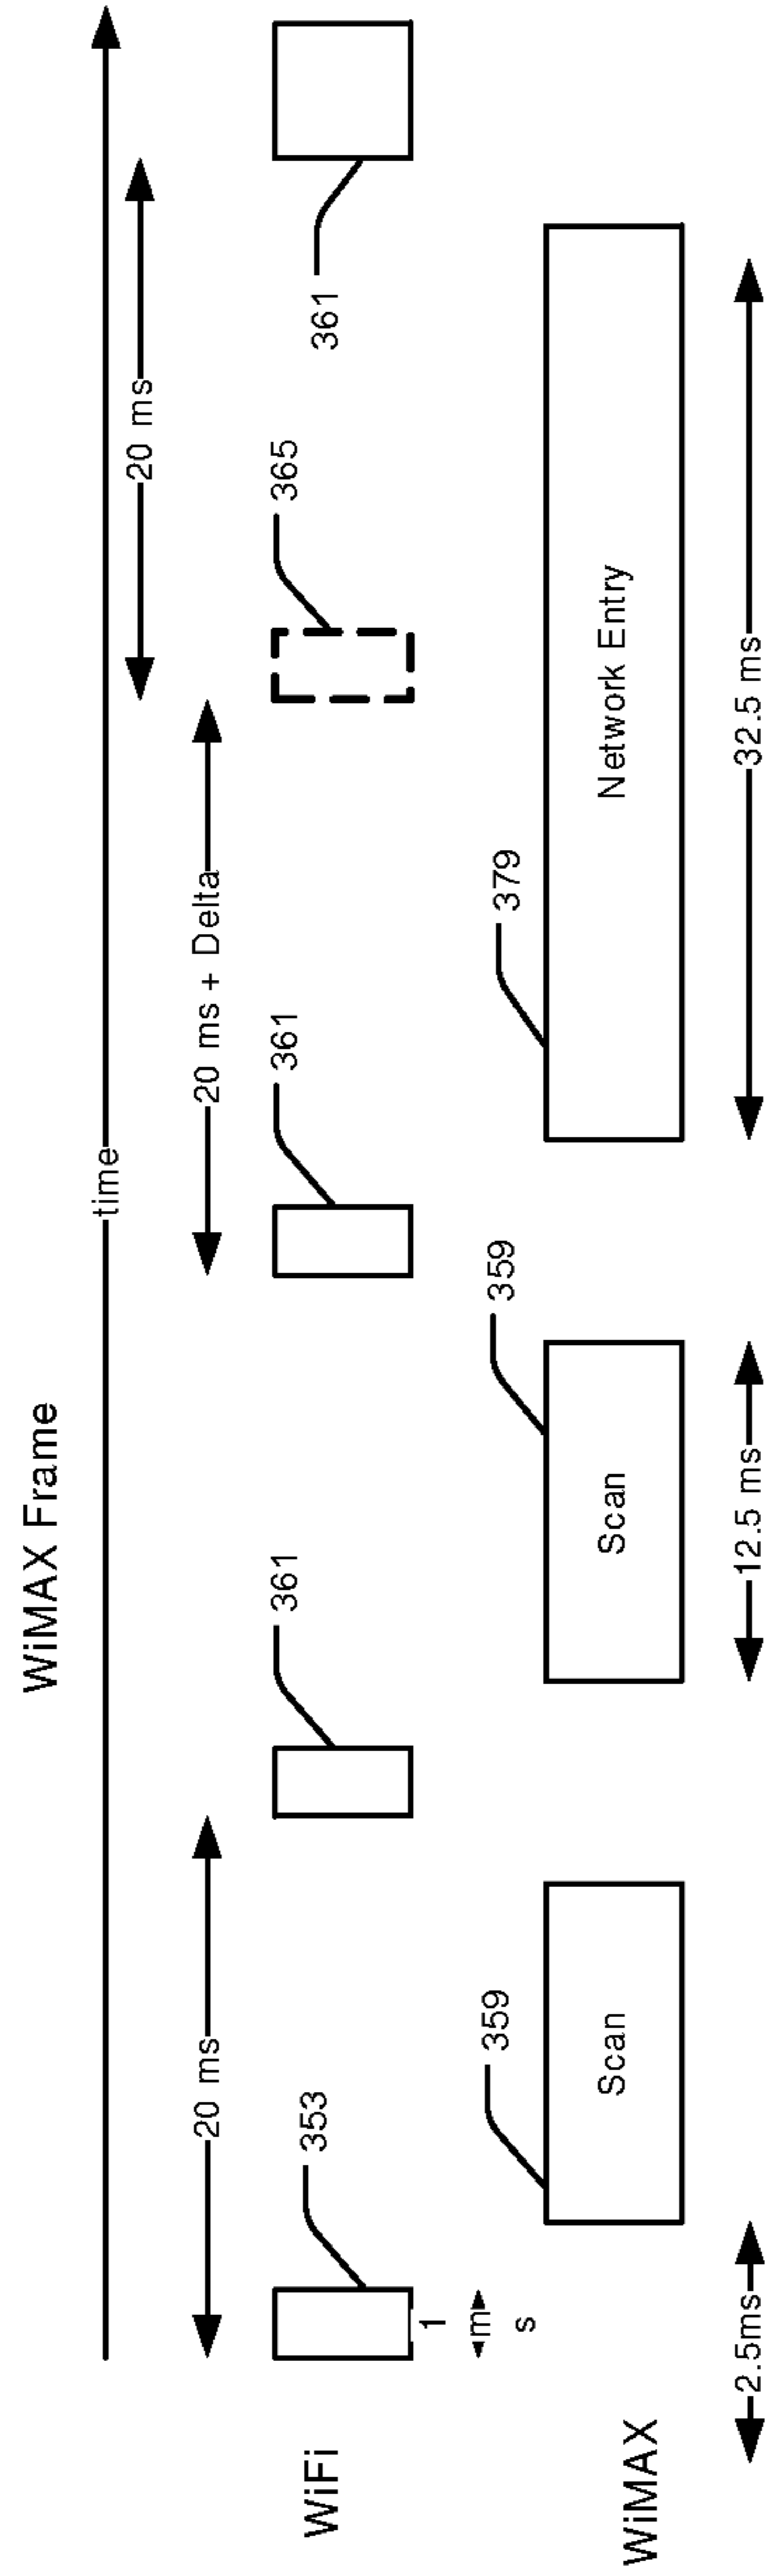 WiMAX Frame
time
20 ms
20 ms + Delta
20 ms
WiFi
353
361
361
365
361
1
m
s
359
359
379
WiMAX
Scan
Scan
Network Entry
2.5ms
12.5 ms
32.5 ms